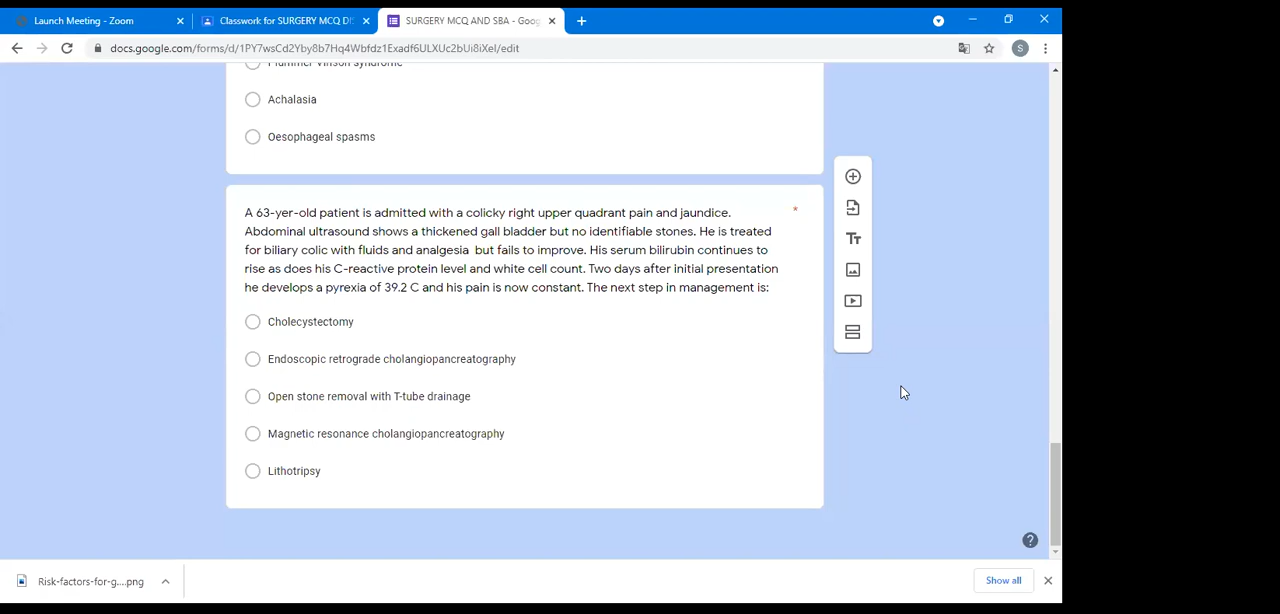 Launch Meeting - Zoom
Classwork for SURGERY MCQ DI
SURGERY MCQ AND SBA - Goog
docs.google.com/forms/d/1PY7wsCd2Yby8b7Hq4Wbfdz1Exadf6ULXUc2bUi8iXel/edit
S
Plummer Vinson syndrome
Achalasia
Oesophageal spasms
A 63-yer-old patient is admitted with a colicky right upper quadrant pain and jaundice. *
Abdominal ultrasound shows a thickened gall bladder but no identifiable stones. He is treated
for biliary colic with fluids and analgesia but fails to improve. His serum bilirubin continues to
rise as does his C-reactive protein level and white cell count. Two days after initial presentation
he develops a pyrexia of 39.2 C and his pain is now constant. The next step in management is:
Cholecystectomy
Endoscopic retrograde cholangiopancreatography
Open stone removal with T-tube drainage
Magnetic resonance cholangiopancreatography
Lithotripsy
Risk-factors-for-g....png
Show all